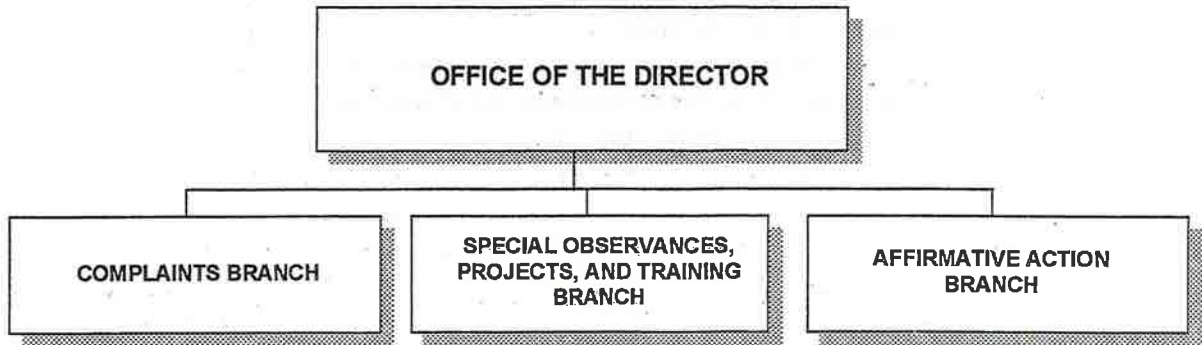 OFFICE OF THE DIRECTOR
COMPLAINTS BRANCH
SPECIAL OBSERVANCES,
PROJECTS, AND TRAINING
BRANCH
AFFIRMATIVE ACTION
BRANCH